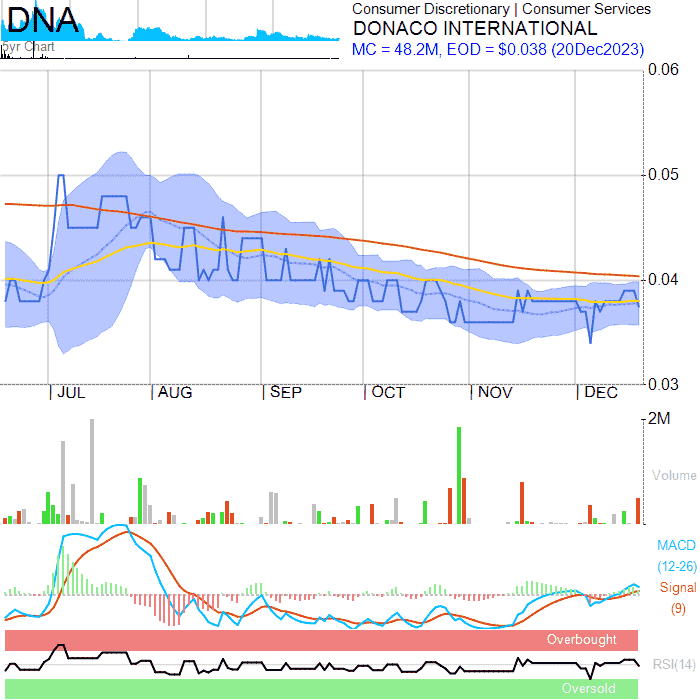 DNA
5yr Chart
Consumer Discretionary | Consumer Services
DONACO INTERNATIONAL
MC = 48.2M, EOD = $0.038 (20Dec2023)
0.06
0.05
0.04
0.03
JUL
AUG
SEP
OCT
NOV
DEC
2M
Volume
MACD
(12-26)
Signal
(9)
Overbought
RSI(14)
Oversold